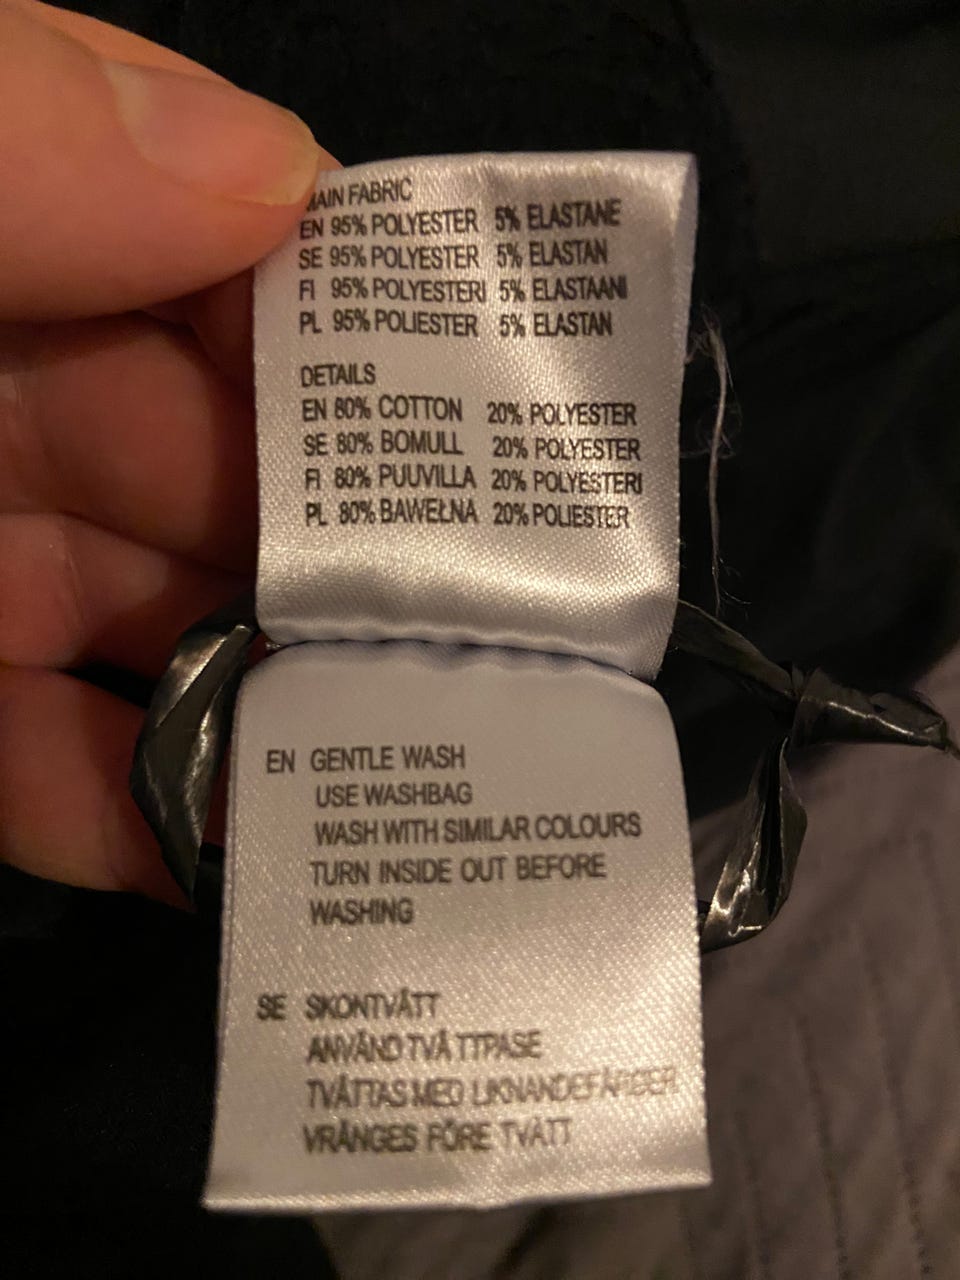 MAIN FABRIC
EN 95% POLYESTER 5% ELASTANE
SE 95% POLYESTER 5% ELASTAN
FI 95% POLYESTERI 5% ELASTAANI
PL 95% POLIESTER 5% ELASTAN
DETAILS
EN 80% COTTON 20% POLYESTER
SE 80% BOMULL 20% POLYESTER
FI 80% PUUVILLA 20% POLYESTERI
PL 80% BAWEŁNA 20% POLIESTER
EN GENTLE WASH
USE WASHBAG
WASH WITH SIMILAR COLOURS
TURN INSIDE OUT BEFORE
WASHING
SE SKONTVÄTT
ANVÄND TVÄTTPASE
TVÄTTAS MED LIKNANDE FÄRGER
VRÄNGES FÖRE TVÄTT